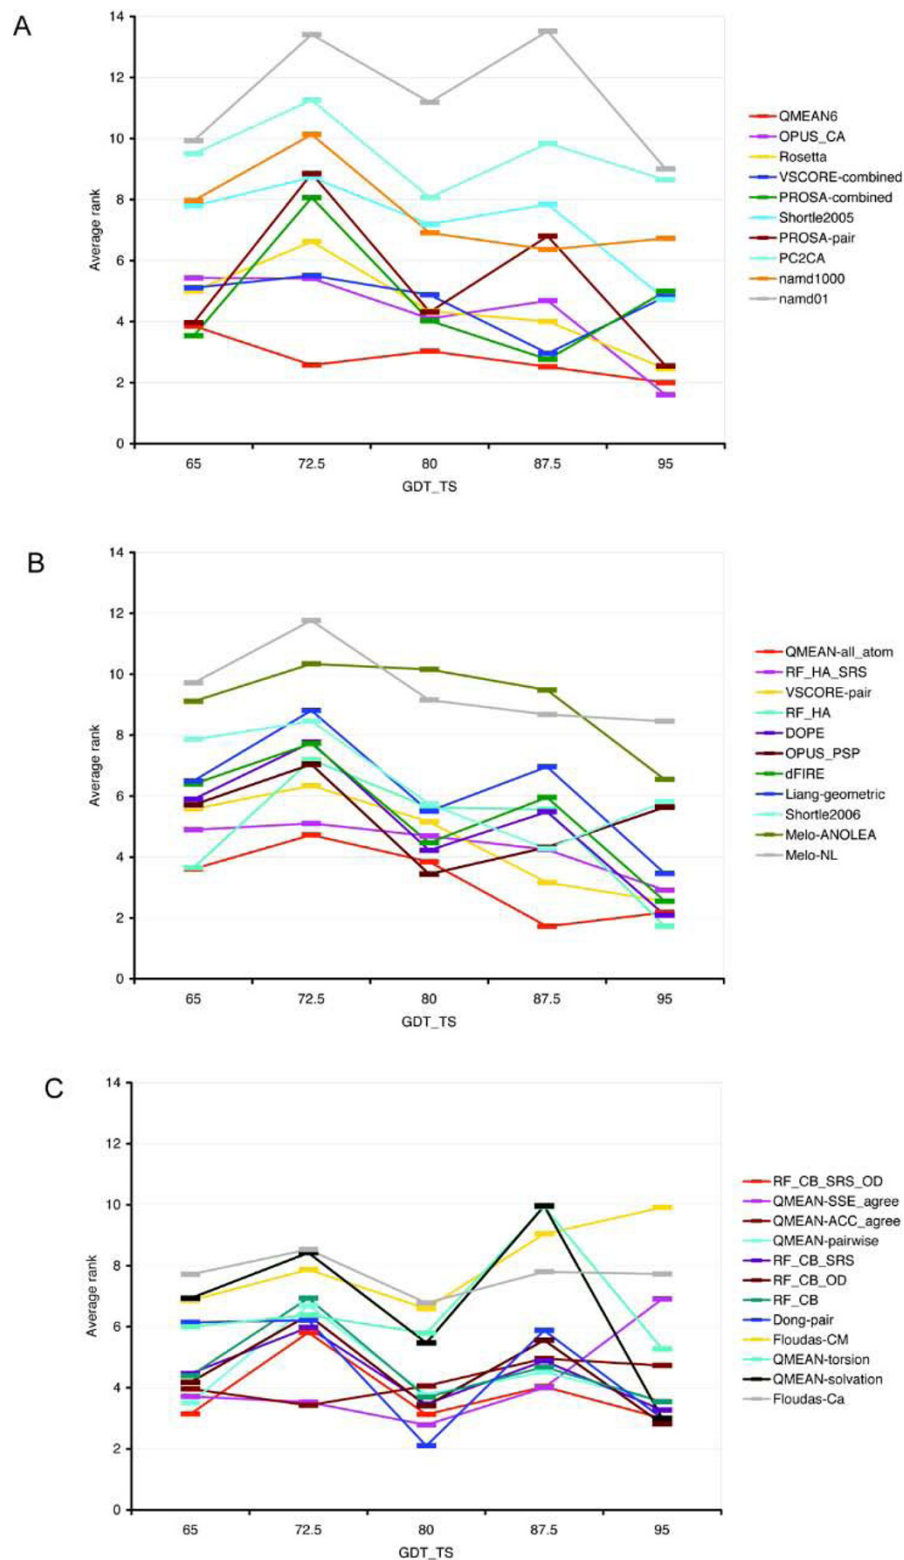 A
14
12
10
8
6
4
2
0
Average rank
65 72.5 80 87.5 95
GDT_TS
QMEAN6
OPUS_CA
Rosetta
VSCORE-combined
PROSA-combined
Shortle2005
PROSA-pair
PC2CA
namd1000
namd01
B
14
12
10
8
6
4
2
0
Average rank
65 72.5 80 87.5 95
GDT_TS
QMEAN-all_atom
RF_HA_SRS
VSCORE-pair
RF_HA
DOPE
OPUS_PSP
dFIRE
Liang-geometric
Shortle2006
Melo-ANOLEA
Melo-NL
C
14
12
10
8
6
4
2
0
Average rank
65 72.5 80 87.5 95
GDT_TS
RF_CB_SRS_OD
QMEAN-SSE_agree
QMEAN-ACC_agree
QMEAN-pairwise
RF_CB_SRS
RF_CB_OD
RF_CB
Dong-pair
Floudas-CM
QMEAN-torsion
QMEAN-solvation
Floudas-Ca